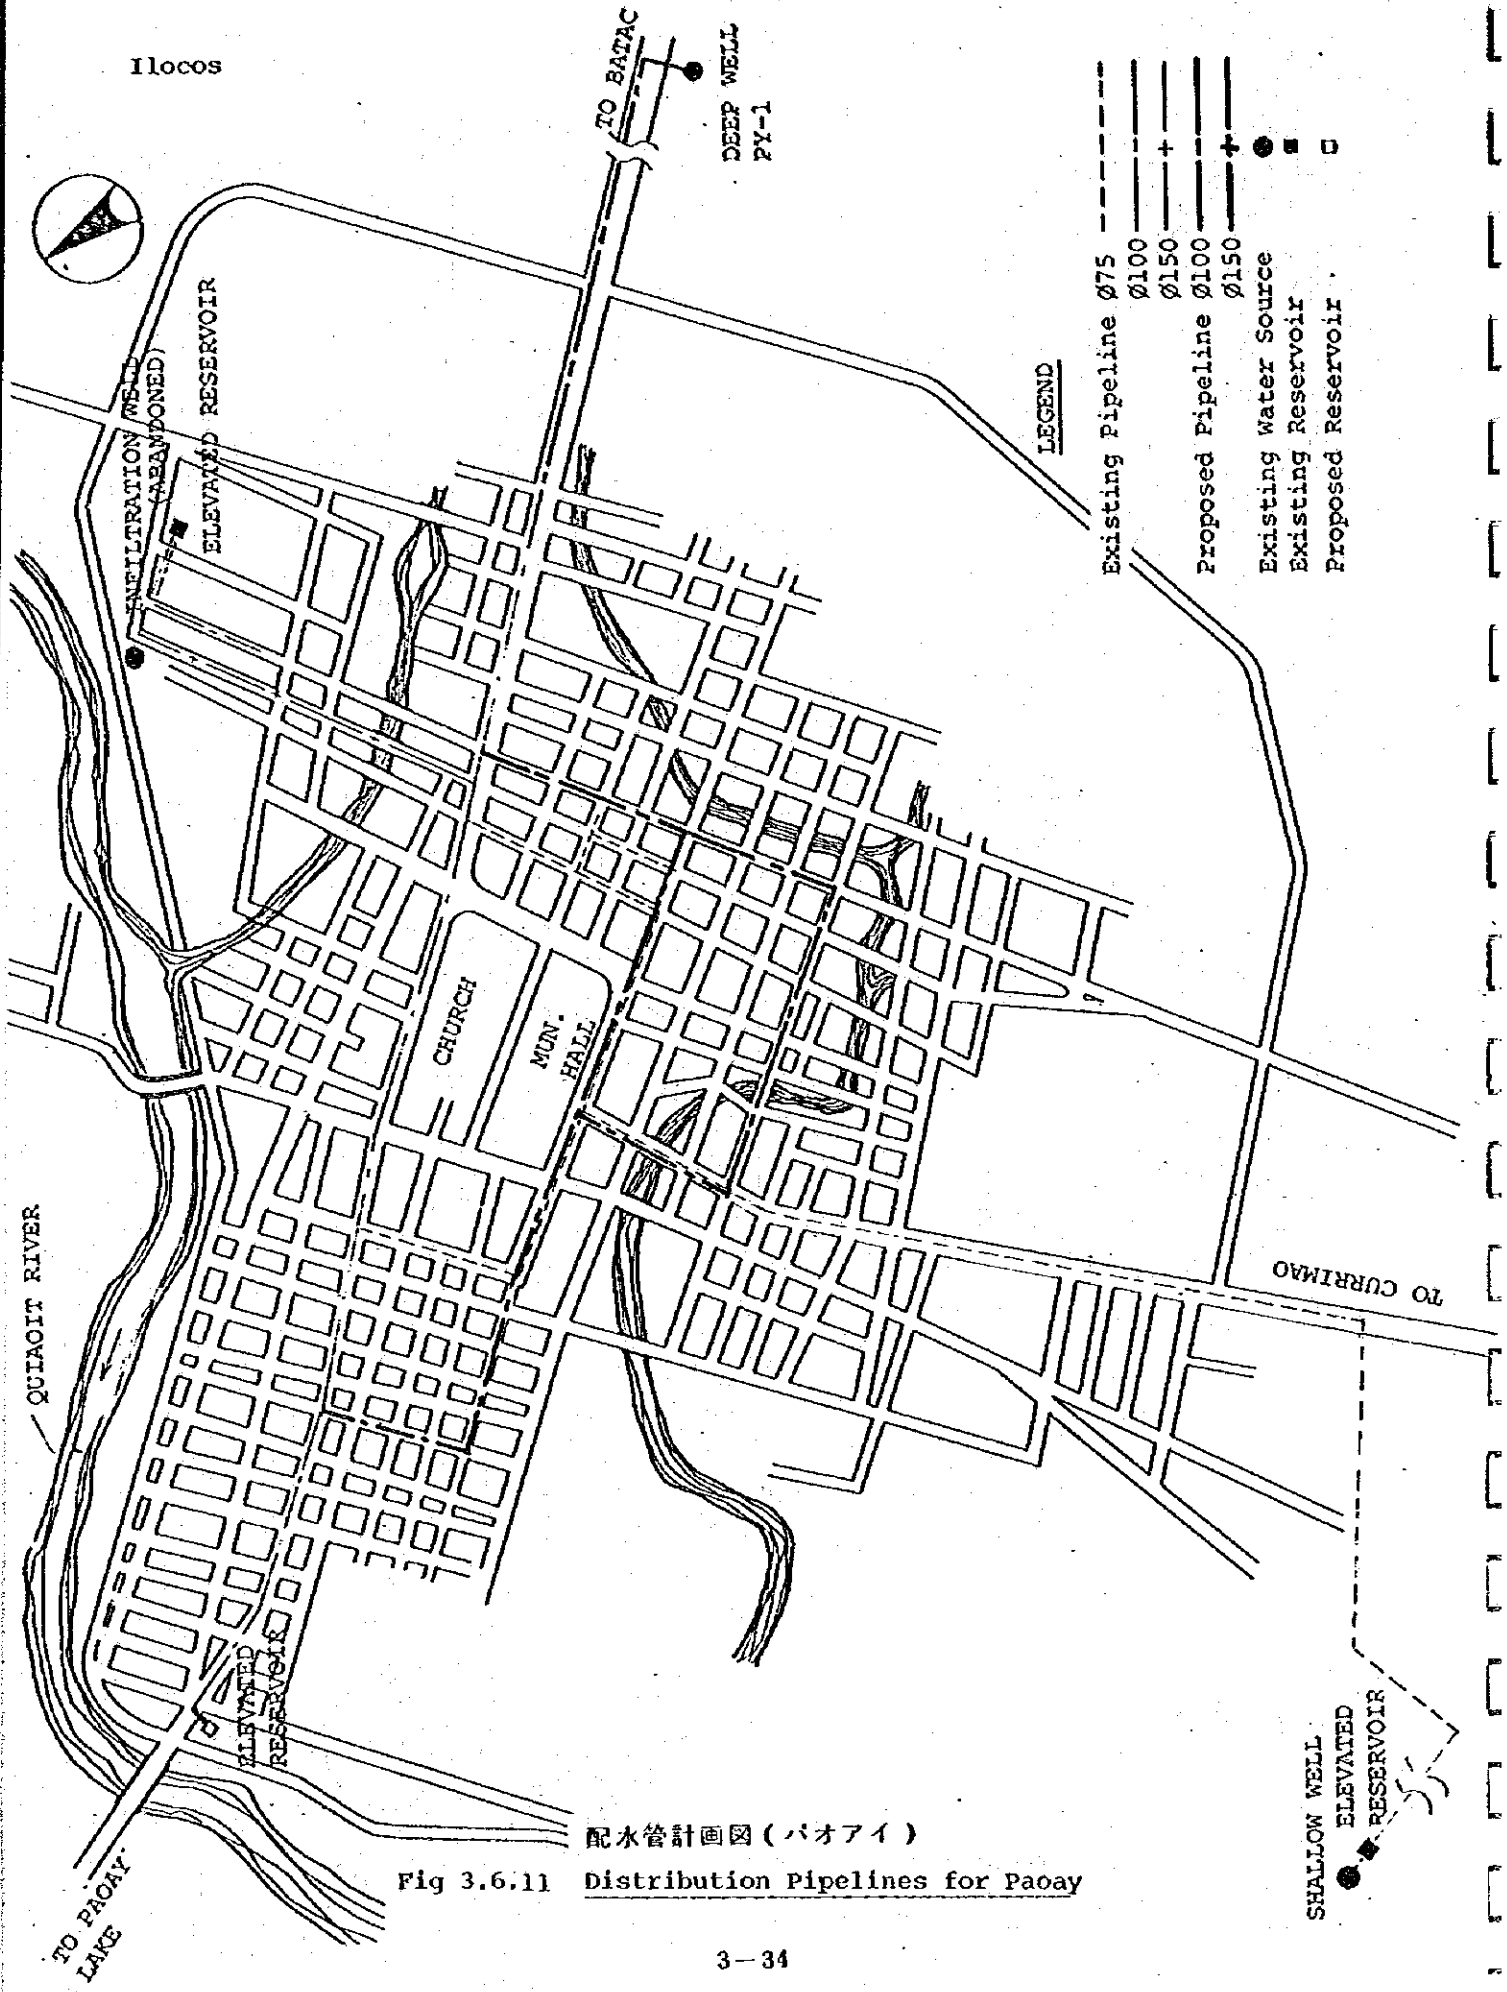 Ilocos
TO BATAC
DEEP WELL
PY-1
INFILTRATION WELL
(ABANDONED)
ELEVATED RESERVOIR
LEGEND
Existing Pipeline Ø75
Ø100
Ø150
Proposed Pipeline Ø100
Ø150
Existing Water Source
Existing Reservoir
Proposed Reservoir
CHURCH
MUN.
HALL
QUIAOIT RIVER
TO CURRIMAO
ELEVATED
RESERVOIR
SHALLOW WELL
ELEVATED
RESERVOIR
TO PAOAY
LAKE
配水管計画図(パオアイ)
Fig 3.6.11 Distribution Pipelines for Paoay
3-34